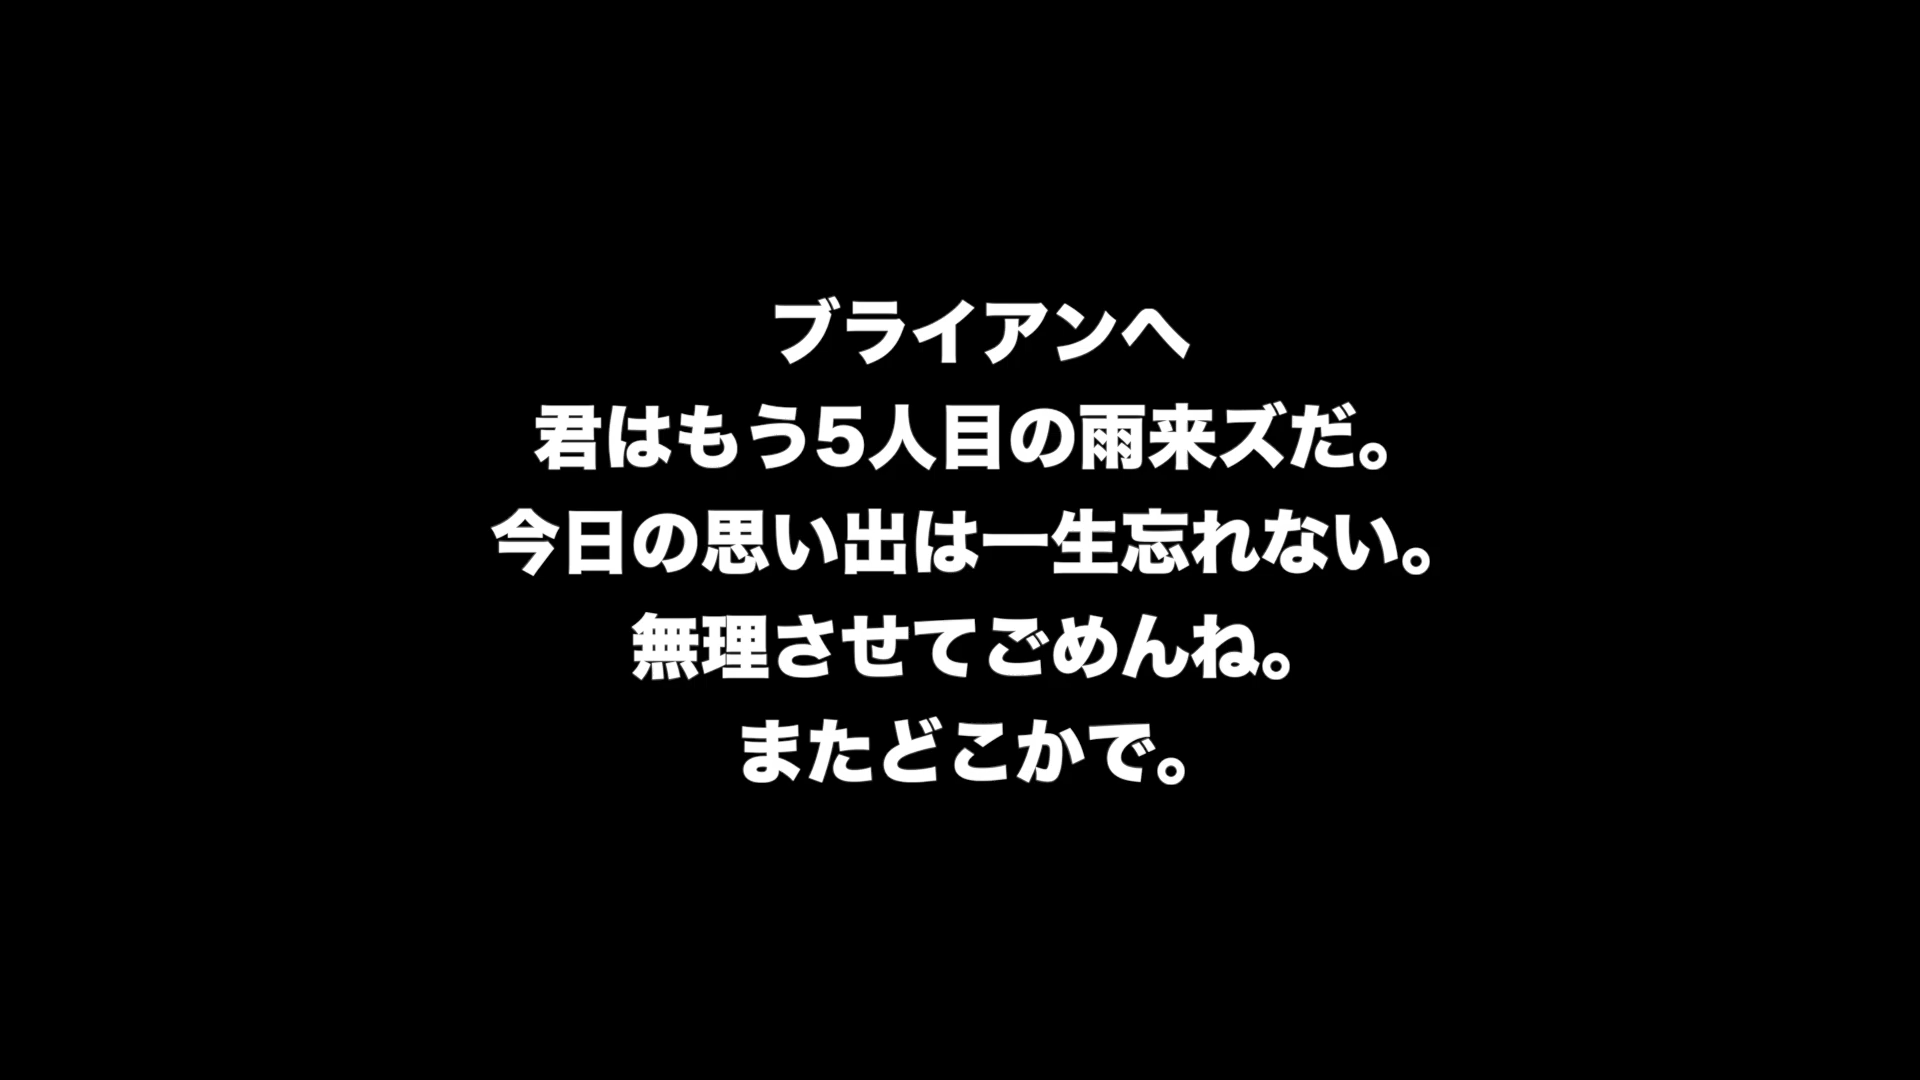 ブライアンへ
君はもう5人目の雨来ズだ。
今日の思い出は一生忘れない。
無理させてごめんね。
またどこかで。